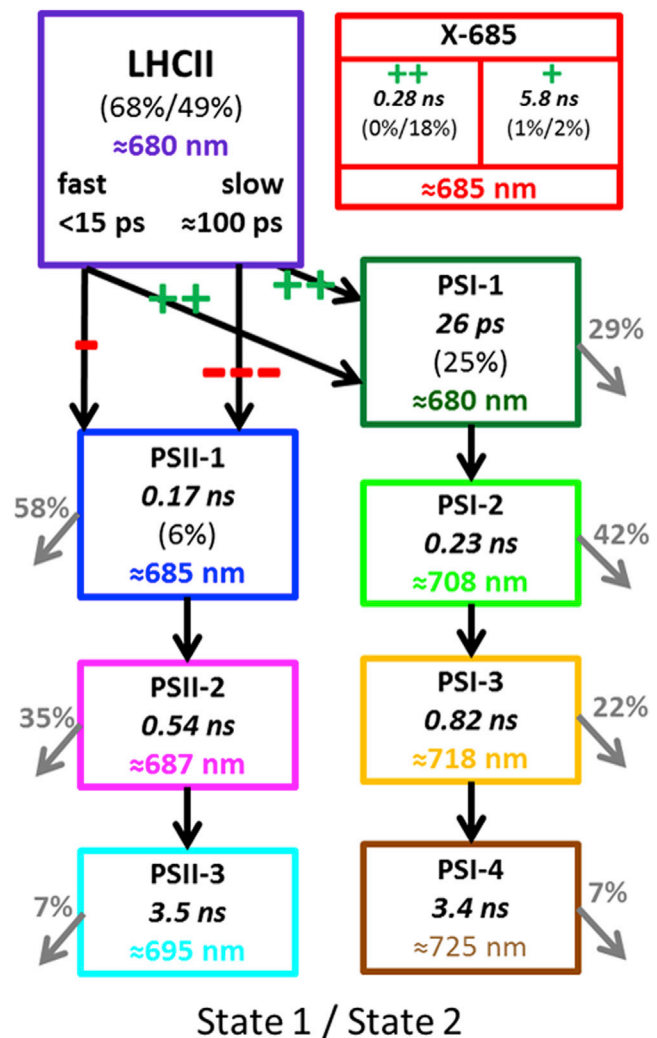 LHCII
(68%/49%)
≈680 nm
fast slow
<15 ps ≈100 ps
X-685
++ +
0.28 ns 5.8 ns
(0%/18%) (1%/2%)
≈685 nm
++ ++
- ---
PSI-1
26 ps
(25%)
≈680 nm
29%
PSII-1
0.17 ns
(6%)
≈685 nm
58%
PSI-2
0.23 ns
≈708 nm
42%
PSII-2
0.54 ns
≈687 nm
35%
PSI-3
0.82 ns
≈718 nm
22%
PSII-3
3.5 ns
≈695 nm
7%
PSI-4
3.4 ns
≈725 nm
7%
State 1 / State 2